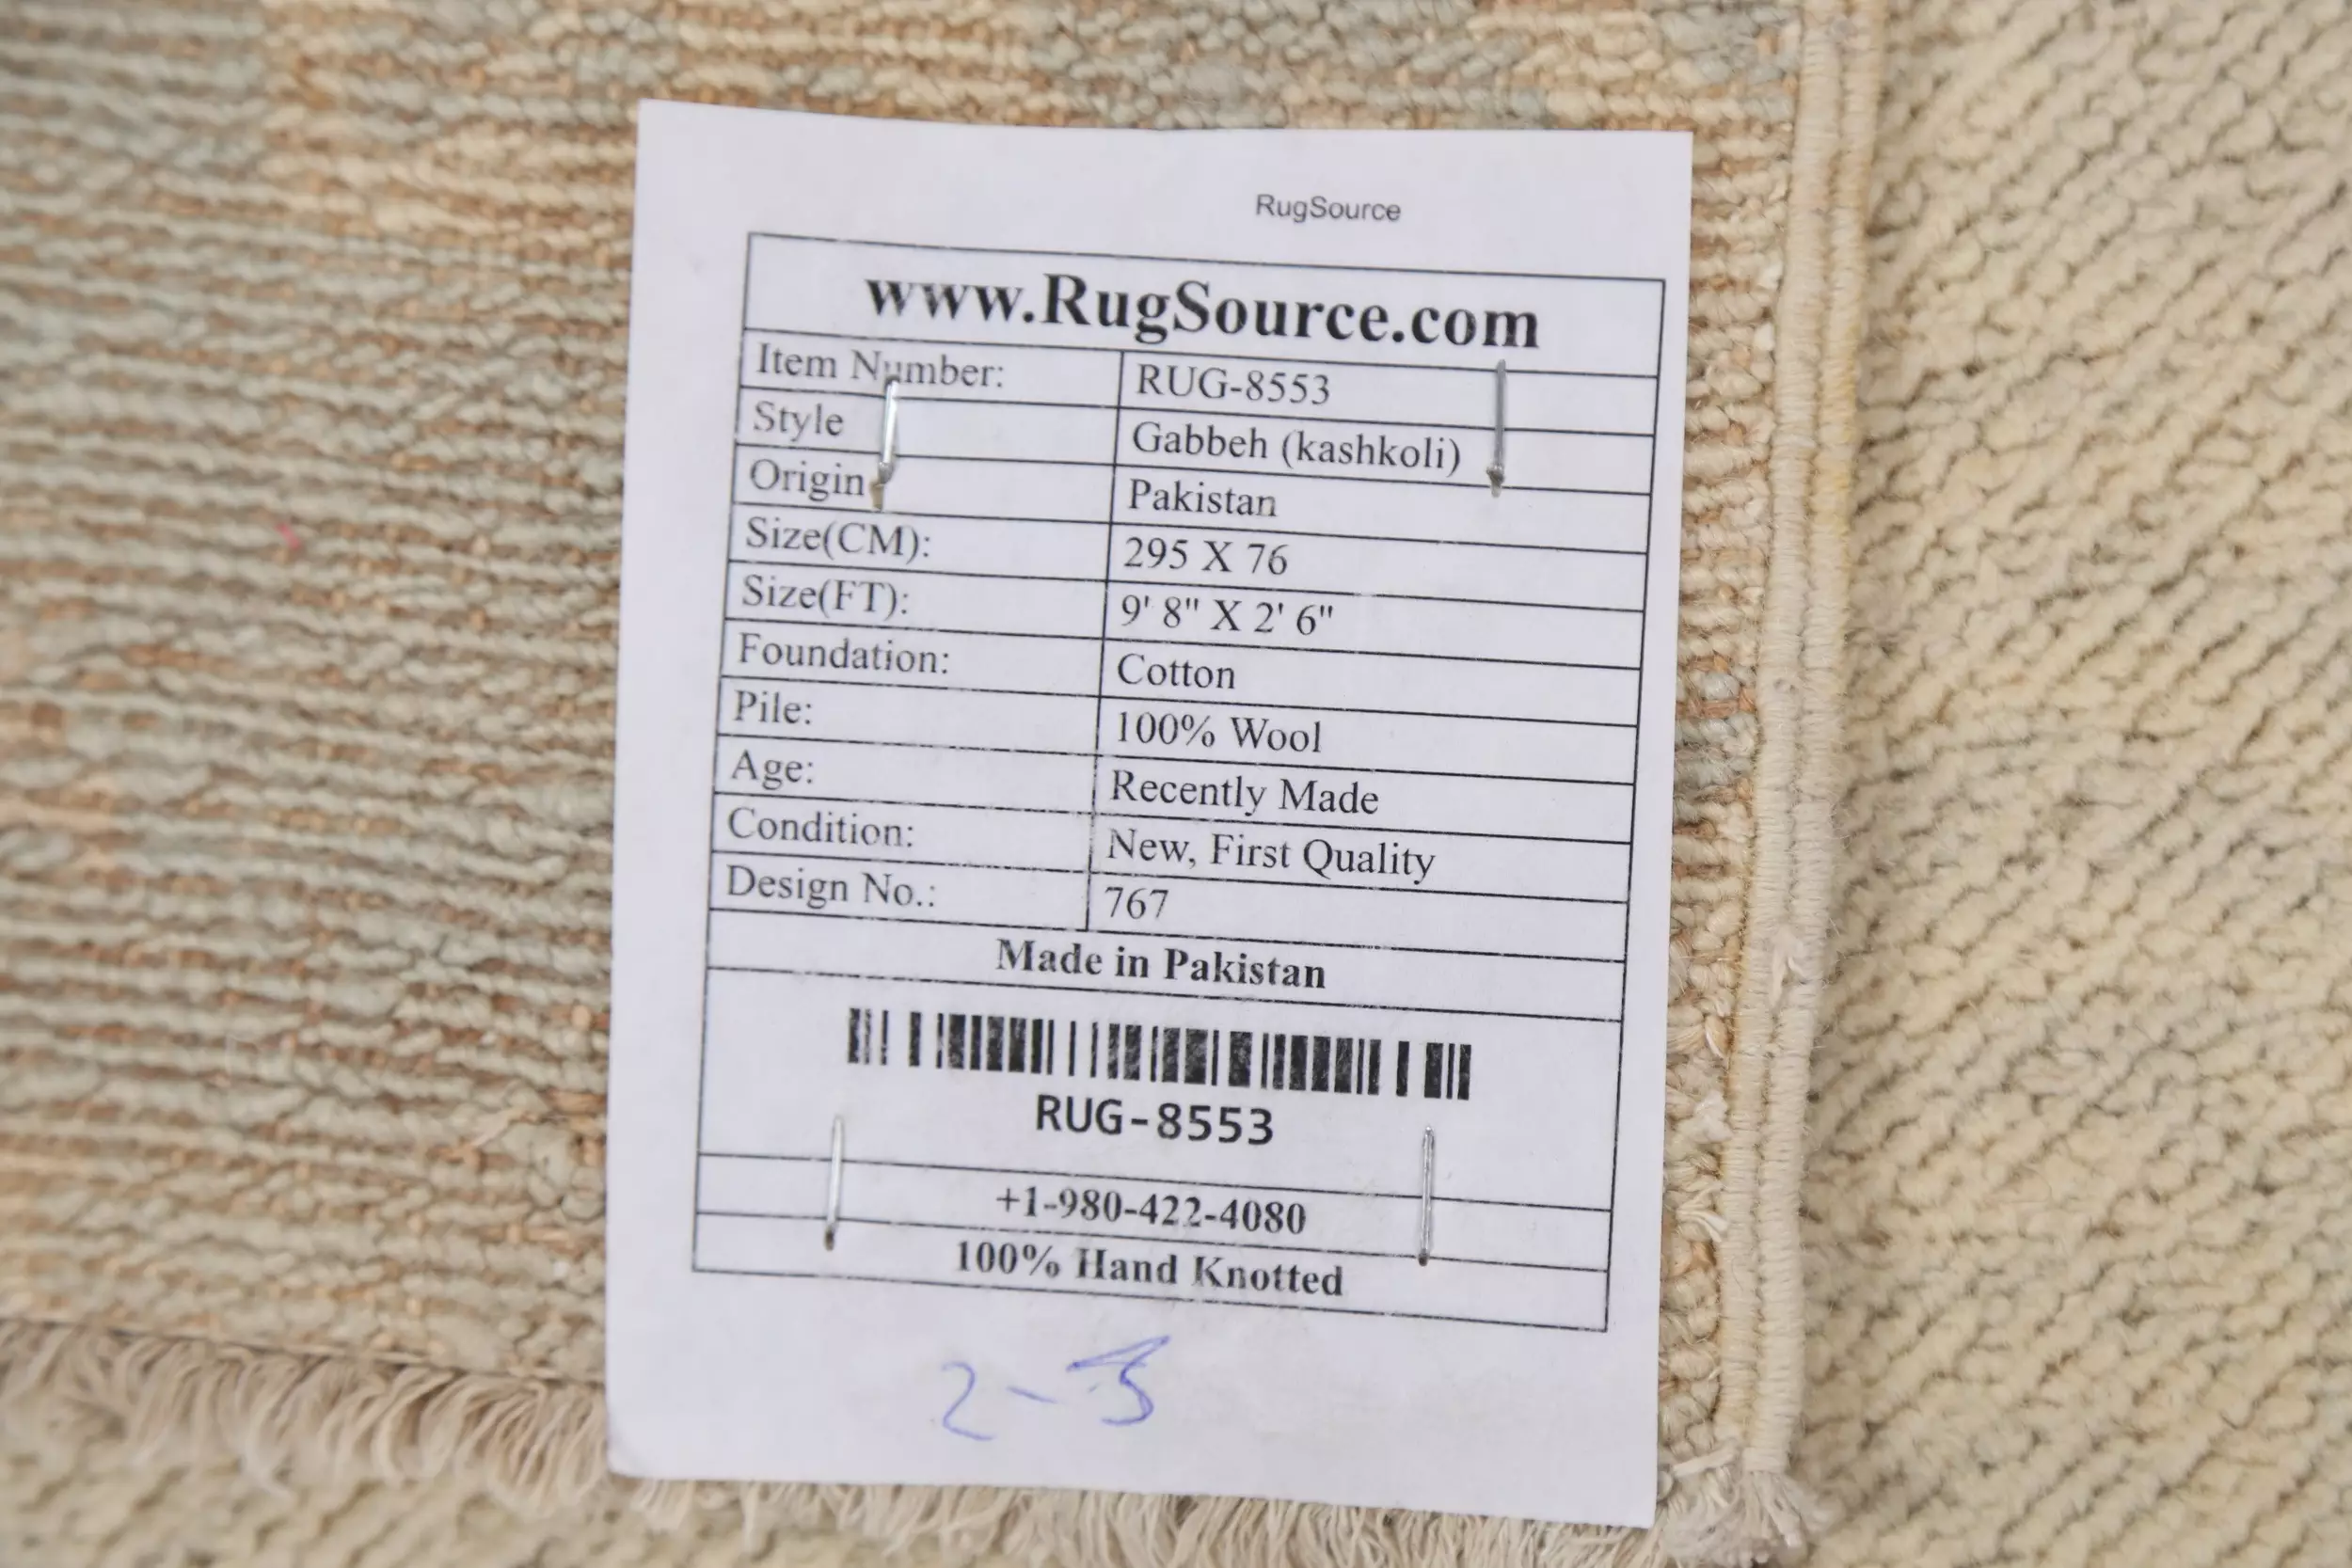 RugSource
www.RugSource.com
Item Number: RUG-8553
Style Gabbeh (kashkoli)
Origin Pakistan
Size(CM): 295 X 76
Size(FT): 9' 8" X 2' 6"
Foundation: Cotton
Pile: 100% Wool
Age: Recently Made
Condition: New, First Quality
Design No.: 767
Made in Pakistan
RUG-8553
+1-980-422-4080
100% Hand Knotted
2-5